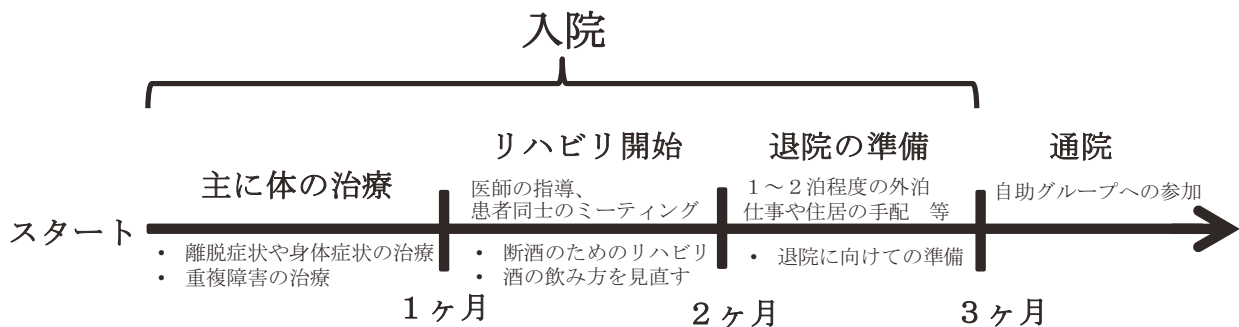 入院
主に体の治療
リハビリ開始
退院の準備
通院
医師の指導、
患者同士のミーティング
1～2泊程度の外泊
仕事や住居の手配　等
自助グループへの参加
スタート
• 離脱症状や身体症状の治療
• 重複障害の治療
• 断酒のためのリハビリ
• 酒の飲み方を見直す
• 退院に向けての準備
1ヶ月
2ヶ月
3ヶ月